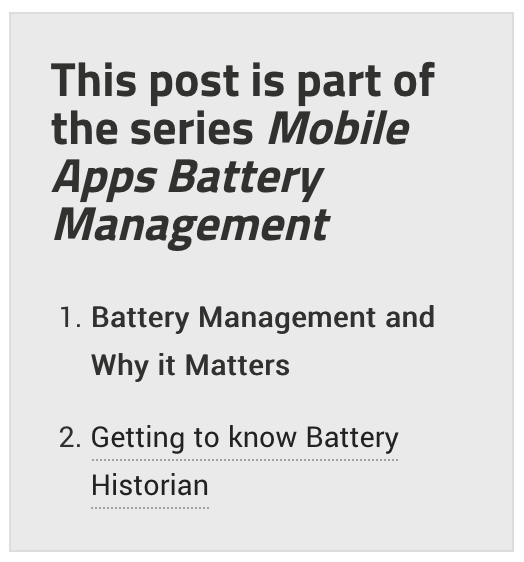 This post is part of
the series Mobile
Apps Battery
Management
1. Battery Management and
Why it Matters
2. Getting to know Battery
Historian